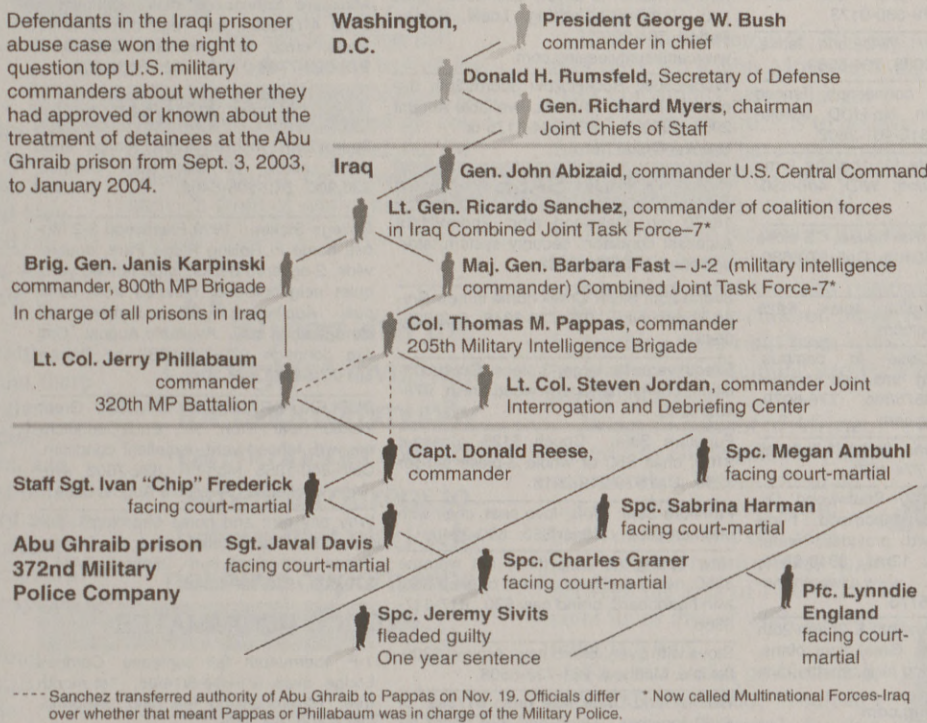 Defendants in the Iraqi prisoner
abuse case won the right to
question top U.S. military
commanders about whether they
had approved or known about the
treatment of detainees at the Abu
Ghraib prison from Sept. 3, 2003,
to January 2004.
Washington,
D.C.
President George W. Bush
commander in chief
Donald H. Rumsfeld, Secretary of Defense
Gen. Richard Myers, chairman
Joint Chiefs of Staff
Iraq
Gen. John Abizaid, commander U.S. Central Command
Lt. Gen. Ricardo Sanchez, commander of coalition forces
in Iraq Combined Joint Task Force–7*
Brig. Gen. Janis Karpinski
commander, 800th MP Brigade
In charge of all prisons in Iraq
Maj. Gen. Barbara Fast – J-2 (military intelligence
commander) Combined Joint Task Force-7*
Col. Thomas M. Pappas, commander
205th Military Intelligence Brigade
Lt. Col. Jerry Phillabaum
commander
320th MP Battalion
Lt. Col. Steven Jordan, commander Joint
Interrogation and Debriefing Center
Capt. Donald Reese,
commander
Spc. Megan Ambuhl
facing court-martial
Staff Sgt. Ivan “Chip” Frederick
facing court-martial
Spc. Sabrina Harman
facing court-martial
Abu Ghraib prison
372nd Military
Police Company
Sgt. Javal Davis
facing court-martial
Spc. Charles Graner
facing court-martial
Pfc. Lynndie
England
facing court-
martial
Spc. Jeremy Sivits
fleaded guilty
One year sentence
---- Sanchez transferred authority of Abu Ghraib to Pappas on Nov. 19. Officials differ
over whether that meant Pappas or Phillabaum was in charge of the Military Police.
* Now called Multinational Forces-Iraq